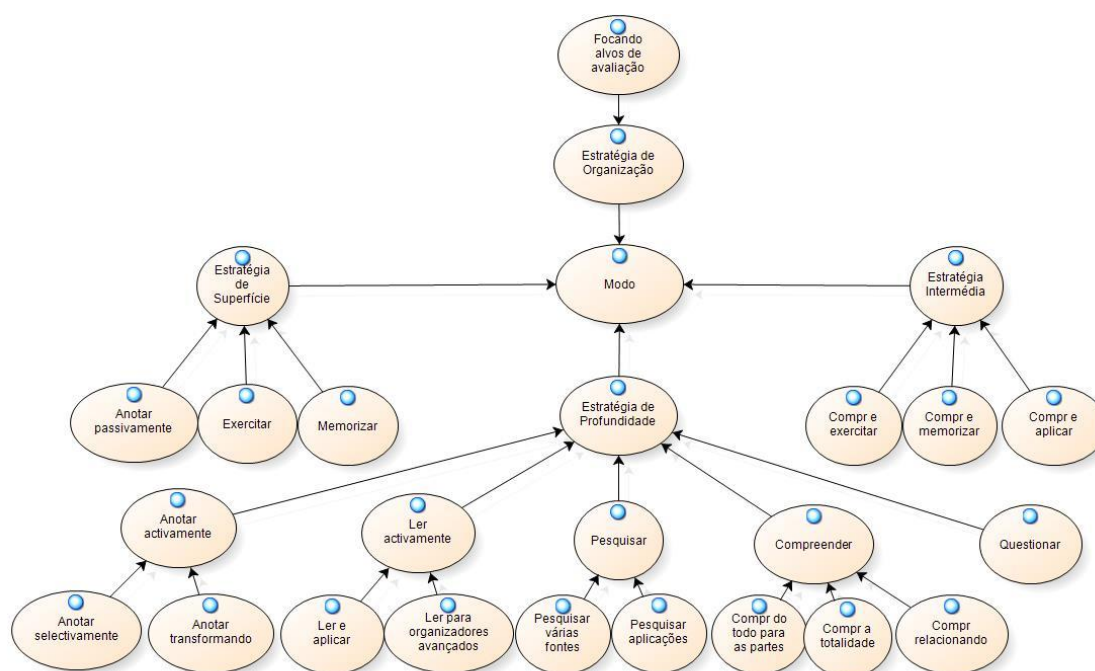 Focando
alvos de
avaliação
Estratégia de
Organização
Estratégia
de
Superfície
Modo
Estratégia
Intermédia
Anotar
passivamente
Exercitar
Memorizar
Estratégia de
Profundidade
Compr e
exercitar
Compr e
memorizar
Compr e
aplicar
Anotar
activamente
Ler
activamente
Pesquisar
Compreender
Questionar
Anotar
selectivamente
Anotar
transformando
Ler e
aplicar
Ler para
organizadores
avançados
Pesquisar
várias
fontes
Pesquisar
aplicações
Compr do
todo para
as partes
Compr a
totalidade
Compr
relacionando